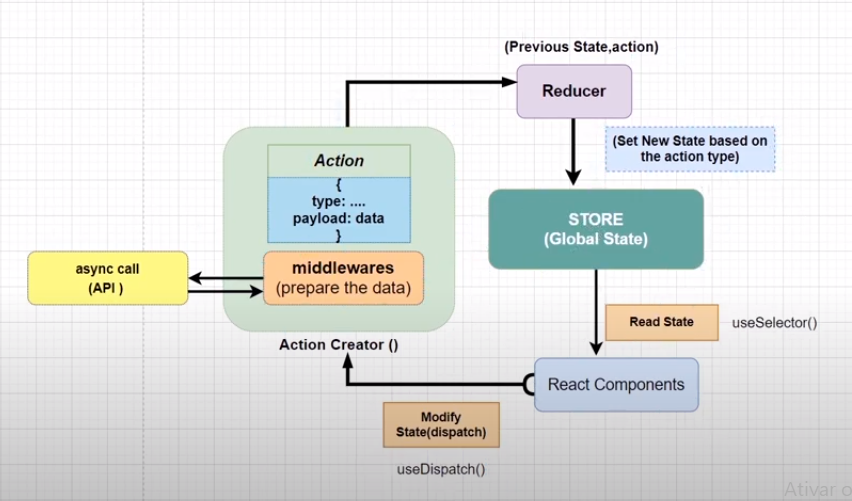 (Previous State,action)
Reducer
(Set New State based on
the action type)
Action
{
type: ....
payload: data
}
STORE
(Global State)
async call
(API )
middlewares
(prepare the data)
Read State
useSelector()
Action Creator ()
React Components
Modify
State(dispatch)
useDispatch()
Ativar o